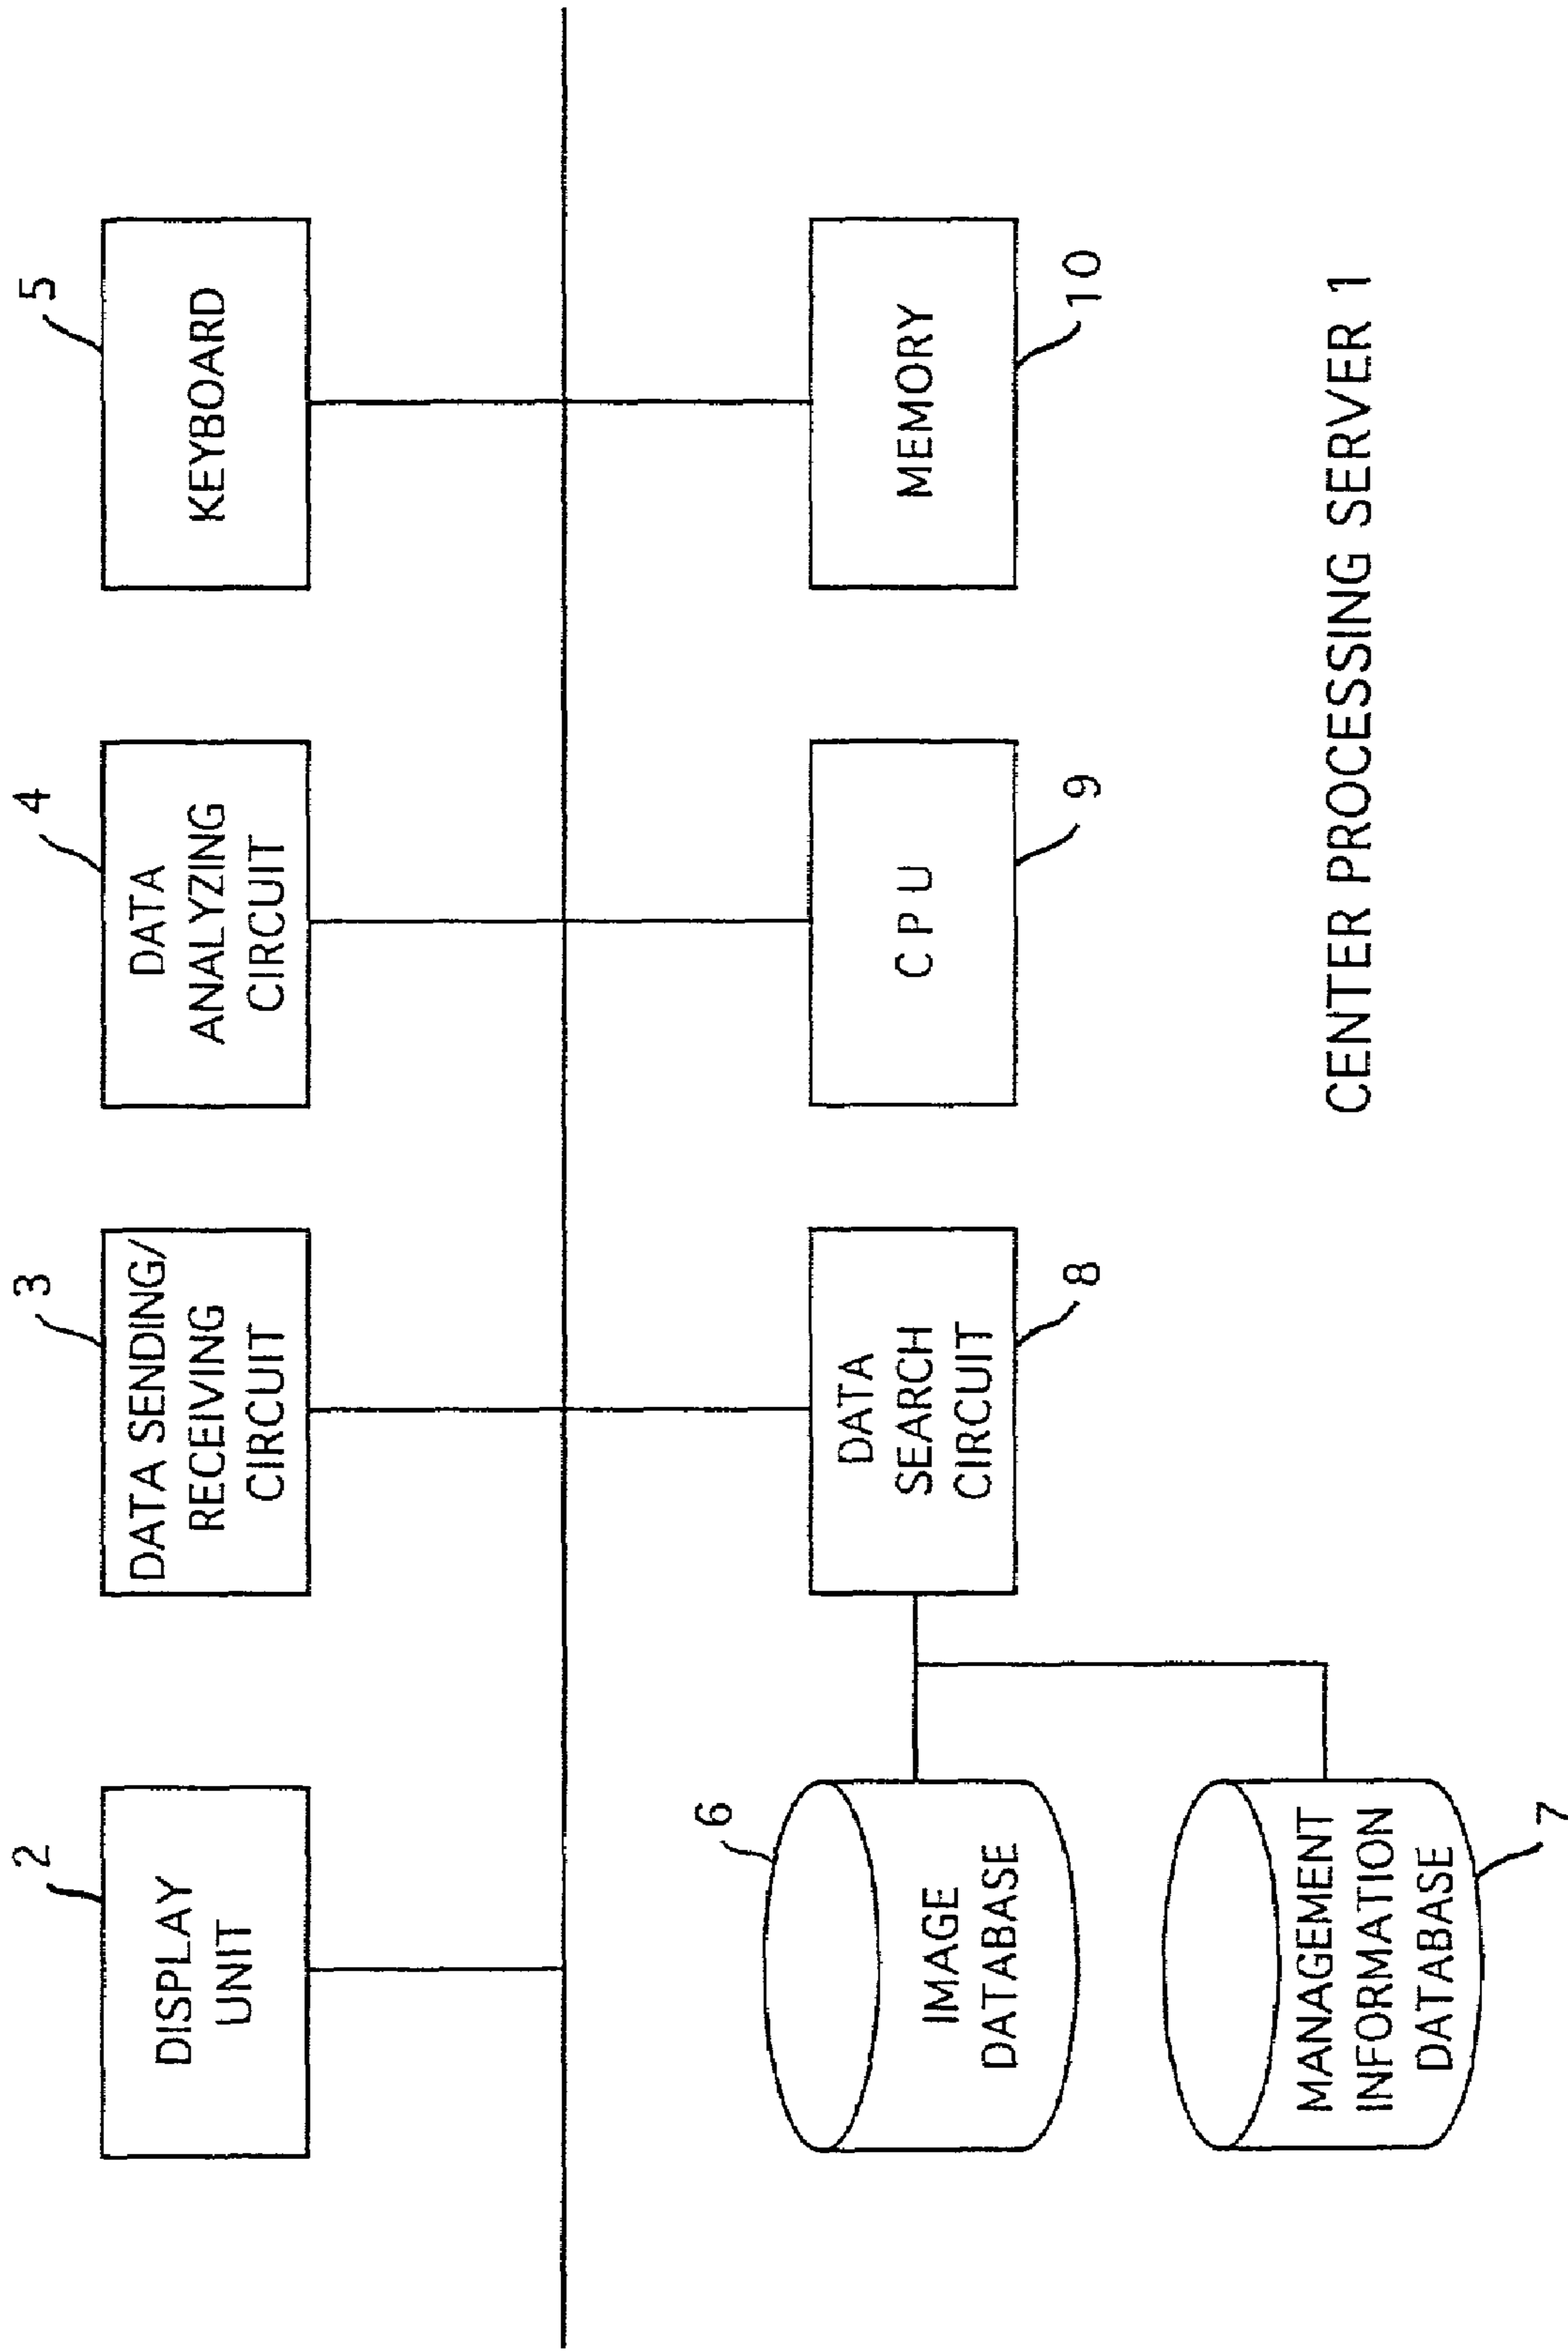 2
DISPLAY
UNIT
3
DATA SENDING/
RECEIVING
CIRCUIT
4
DATA
ANALYZING
CIRCUIT
5
KEYBOARD
6
IMAGE
DATABASE
7
MANAGEMENT
INFORMATION
DATABASE
DATA
SEARCH
CIRCUIT
8
C P U
9
MEMORY
10
CENTER PROCESSING SERVER 1